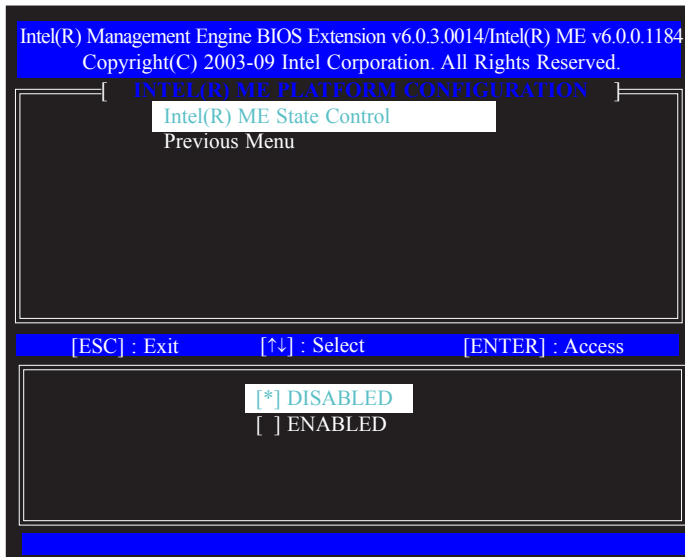 Intel(R) Management Engine BIOS Extension v6.0.3.0014/Intel(R) ME v6.0.0.1184
Copyright(C) 2003-09 Intel Corporation. All Rights Reserved.
[ INTEL(R) ME PLATFORM CONFIGURATION ]
Intel(R) ME State Control
Previous Menu
[ESC] : Exit [↑↓] : Select [ENTER] : Access
[*] DISABLED
[ ] ENABLED